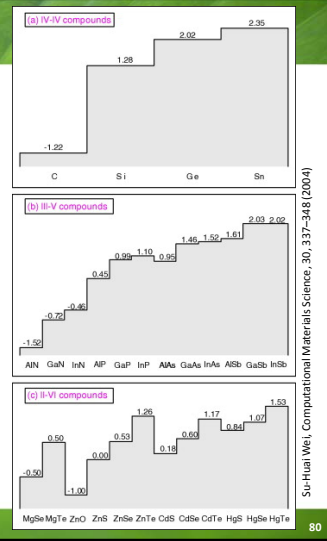 (a) IV-IV compounds
2.35
2.02
1.28
-1.22
C Si Ge Sn
(b) III-V compounds
2.03 2.02
1.46 1.52 1.61
0.99 1.10 0.95
0.45
-0.46
-0.72
-1.52
AlN GaN InN AlP GaP InP AlAs GaAs InAs AlSb GaSb InSb
(c) II-VI compounds
1.53
1.26
1.17
1.07
0.84
0.50
0.53
0.60
0.00
0.18
-0.50
-1.00
MgSe MgTe ZnO ZnS ZnSe ZnTe CdS CdSe CdTe HgS HgSe HgTe
Su-Huai Wei, Computational Materials Science, 30, 337–348 (2004)
80